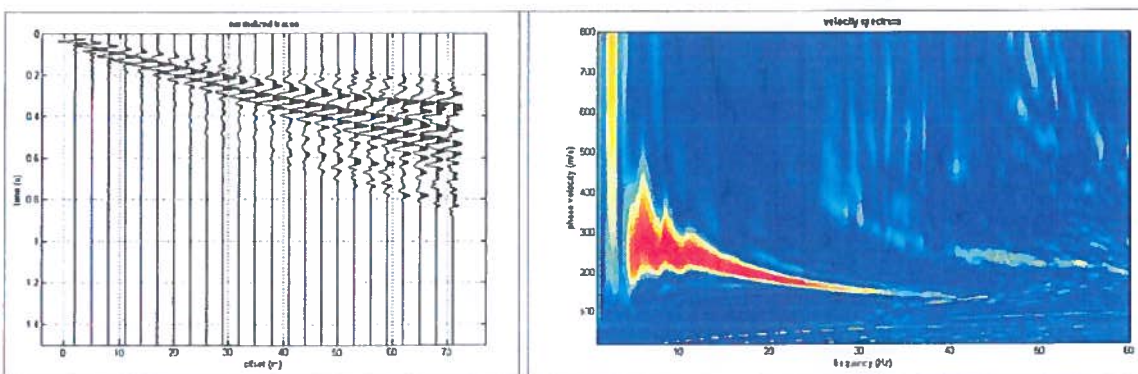 normalized traces
0
0.2
0.4
0.6
0.8
1
1.2
1.4
time (s)
0 10 20 30 40 50 60 70
offset (m)
velocity spectrum
800
700
600
500
400
300
200
100
phase velocity (m/s)
10 20 30 40 50 60
frequency (Hz)